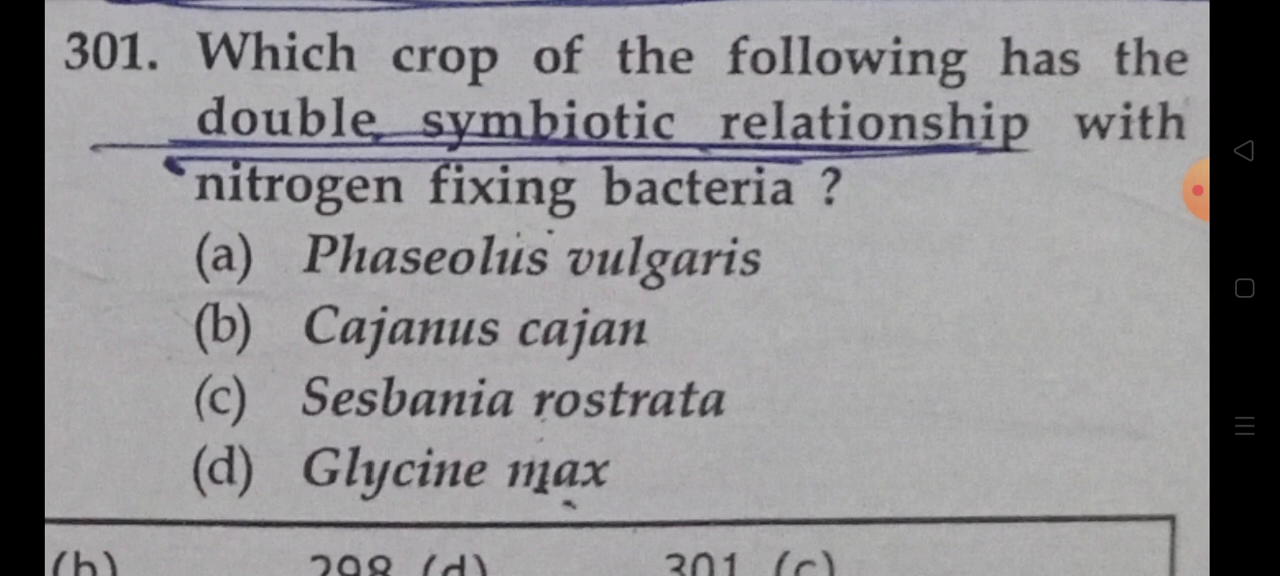 301. Which crop of the following has the
double symbiotic relationship with
nitrogen fixing bacteria ?
(a) Phaseolus vulgaris
(b) Cajanus cajan
(c) Sesbania rostrata
(d) Glycine max
(b) 298 (d) 301 (c)